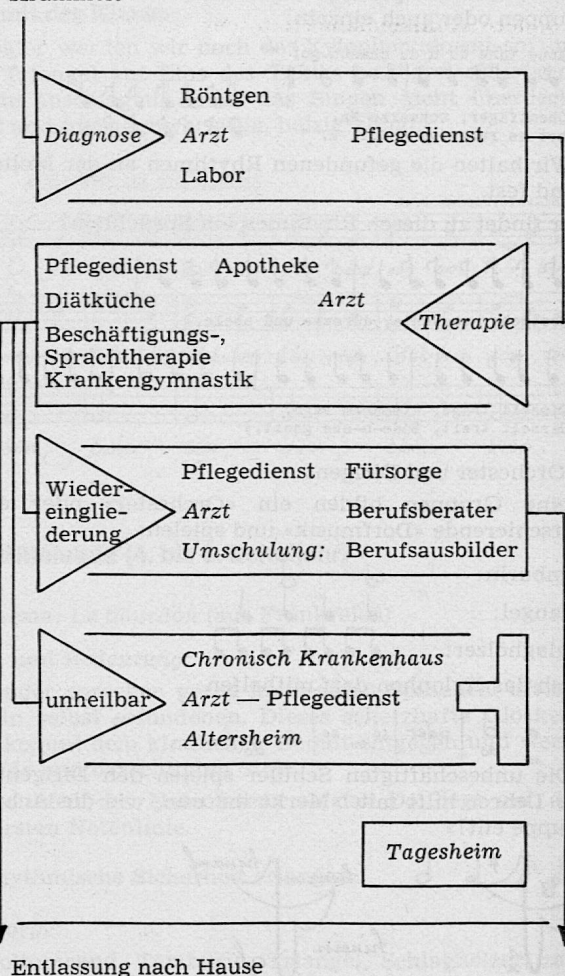 Röntgen
Diagnose Arzt Pflegedienst
Labor
Pflegedienst Apotheke
Diätküche Arzt
Therapie
Beschäftigungs-,
Sprachtherapie
Krankengymnastik
Pflegedienst Fürsorge
Wieder-
einglie- Arzt Berufsberater
derung
Umschulung: Berufsausbilder
Chronisch Krankenhaus
unheilbar Arzt — Pflegedienst
Altersheim
Tagesheim
Entlassung nach Hause